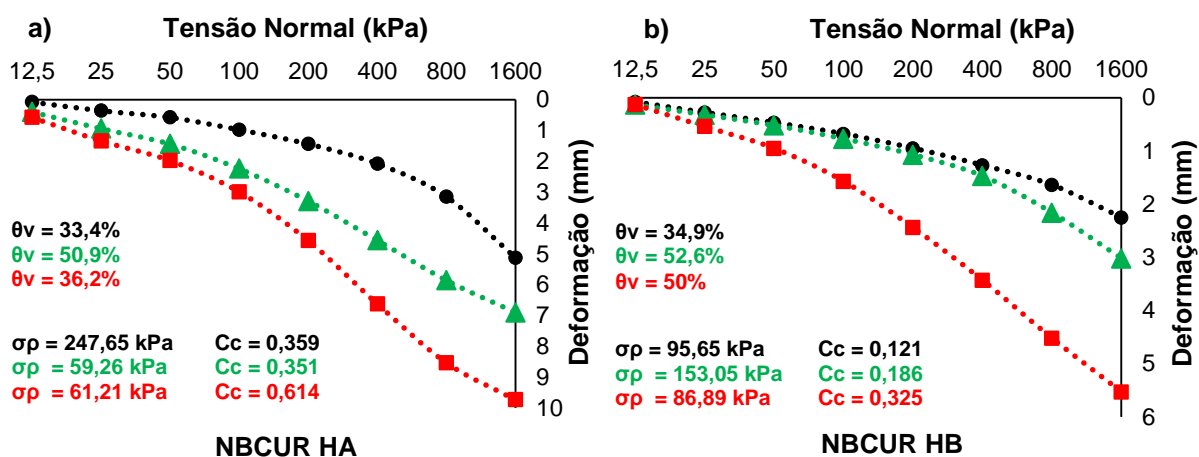 a) Tensão Normal (kPa)
12,5 25 50 100 200 400 800 1600
0
1
2
3
4
5
6
7
8
9
10
Deformação (mm)
θv = 33,4%
θv = 50,9%
θv = 36,2%
σρ = 247,65 kPa Cc = 0,359
σρ = 59,26 kPa Cc = 0,351
σρ = 61,21 kPa Cc = 0,614
NBCUR HA
b) Tensão Normal (kPa)
12,5 25 50 100 200 400 800 1600
0
1
2
3
4
5
6
Deformação (mm)
θv = 34,9%
θv = 52,6%
θv = 50%
σρ = 95,65 kPa Cc = 0,121
σρ = 153,05 kPa Cc = 0,186
σρ = 86,89 kPa Cc = 0,325
NBCUR HB